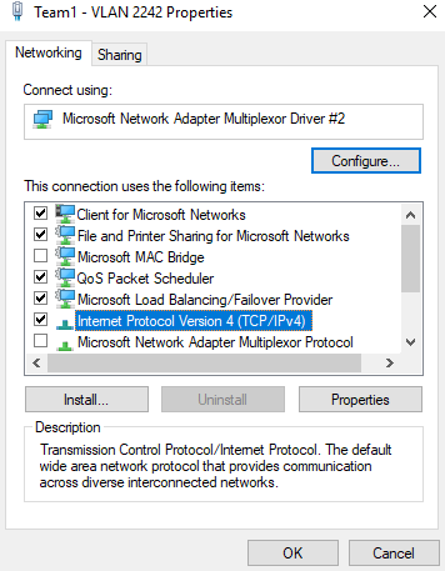 Team1 - VLAN 2242 Properties
Networking
Sharing
Connect using:
Microsoft Network Adapter Multiplexor Driver #2
Configure...
This connection uses the following items:
Client for Microsoft Networks
File and Printer Sharing for Microsoft Networks
Microsoft MAC Bridge
QoS Packet Scheduler
Microsoft Load Balancing/Failover Provider
Internet Protocol Version 4 (TCP/IPv4)
Microsoft Network Adapter Multiplexor Protocol
Install...
Uninstall
Properties
Description
Transmission Control Protocol/Internet Protocol. The default
wide area network protocol that provides communication
across diverse interconnected networks.
OK
Cancel